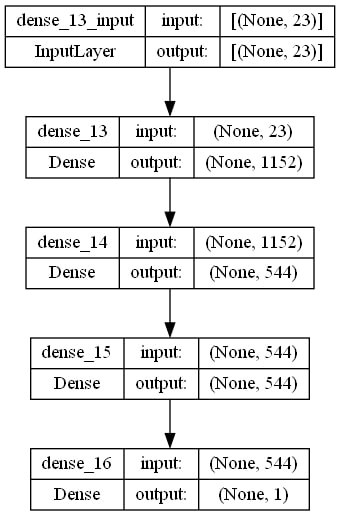 dense_13_input input: [(None, 23)]
InputLayer output: [(None, 23)]
dense_13 input: (None, 23)
Dense output: (None, 1152)
dense_14 input: (None, 1152)
Dense output: (None, 544)
dense_15 input: (None, 544)
Dense output: (None, 544)
dense_16 input: (None, 544)
Dense output: (None, 1)